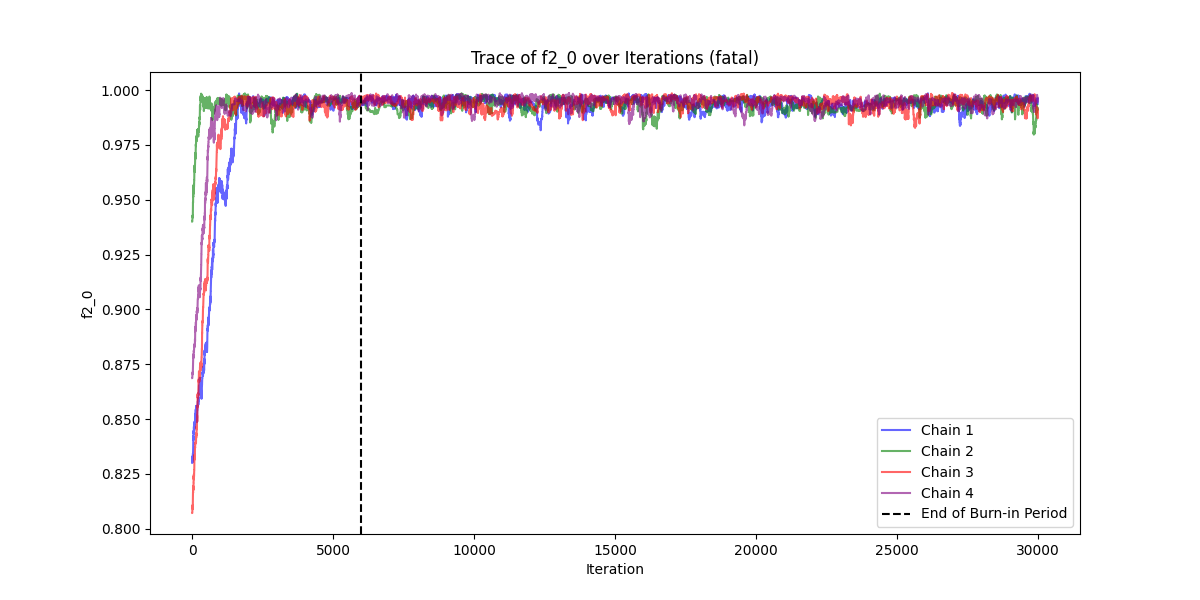 Trace of f2_0 over Iterations (fatal)
1.000
0.975
0.950
0.925
0.900
0.875
0.850
0.825
0.800
f2_0
0
5000
10000
15000
20000
25000
30000
Iteration
Chain 1
Chain 2
Chain 3
Chain 4
End of Burn-in Period